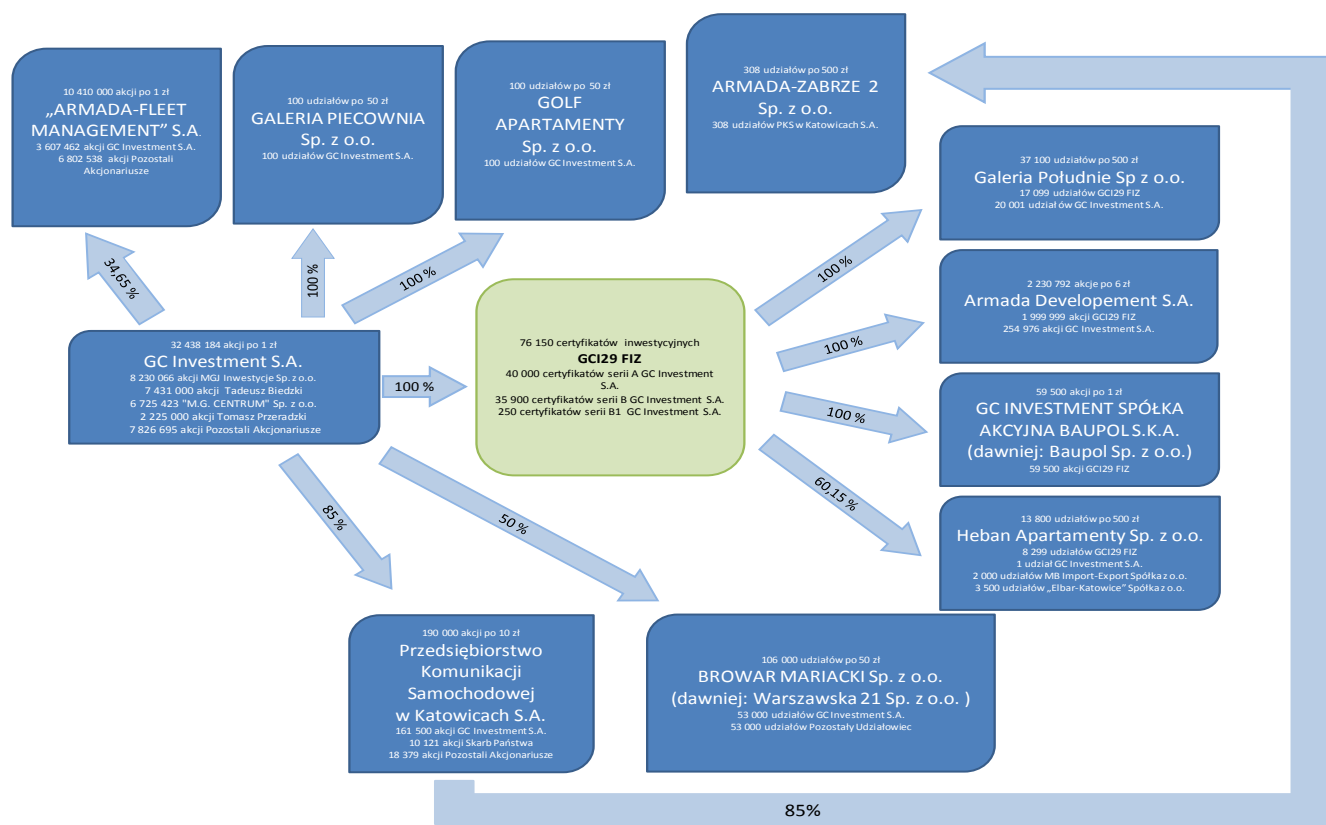 10 410 000 akcji po 1 zł
„ARMADA-FLEET
MANAGEMENT” S.A.
3 607 462 akcji GC Investment S.A.
6 802 538 akcji Pozostali
Akcjonariusze
100 udziałów po 50 zł
GALERIA PIECOWNIA
Sp. z o.o.
100 udziałów GC Investment S.A.
100 udziałów po 50 zł
GOLF
APARTAMENTY
Sp. z o.o.
100 udziałów GC Investment S.A.
308 udziałów po 500 zł
ARMADA-ZABRZE 2
Sp. z o.o.
308 udziałów PKS w Katowicach S.A.
37 100 udziałów po 500 zł
Galeria Południe Sp z o.o.
17 099 udziałów GCI29 FIZ
20 001 udziałów GC Investment S.A.
34,65 %
100 %
100 %
100 %
2 230 792 akcje po 6 zł
Armada Developement S.A.
1 999 999 akcji GCI29 FIZ
254 976 akcji GC Investment S.A.
32 438 184 akcji po 1 zł
GC Investment S.A.
8 230 066 MGJ Inwestycje Sp. z o.o.
7 431 000 akcji Tadeusz Biedzki
6 725 423 "M.G. CENTRUM" Sp. z o.o.
2 225 000 akcji Tomasz Przeradzki
7 826 695 akcji Pozostali Akcjonariusze
100 %
76 150 certyfikatów inwestycyjnych
GCI29 FIZ
40 000 certyfikatów serii A GC Investment
S.A.
35 900 certyfikatów serii B GC Investment S.A.
250 certyfikatów serii B1 GC Investment S.A.
100 %
100 %
59 500 akcji po 1 zł
GC INVESTMENT SPÓŁKA
AKCYJNA BAUPOL S.K.A.
(dawniej: Baupol Sp. z o.o.)
59 500 akcji GCI29 FIZ
60,15 %
13 800 udziałów po 500 zł
Heban Apartamenty Sp. z o.o.
8 299 udziałów GCI29 FIZ
1 udział GC Investment S.A.
2 000 udziałów MB Import-Export Spółka z o.o.
3 500 udziałów „Elbar-Katowice” Spółka z o.o.
85 %
50 %
190 000 akcji po 10 zł
Przedsiębiorstwo
Komunikacji
Samochodowej
w Katowicach S.A.
161 500 akcji GC Investment S.A.
10 121 akcji Skarb Państwa
18 379 akcji Pozostali Akcjonariusze
106 000 udziałów po 50 zł
BROWAR MARIACKI Sp. z o.o.
(dawniej: Warszawska 21 Sp. z o.o. )
53 000 udziałów GC Investment S.A.
53 000 udziałów Pozostały Udziałowiec
85%